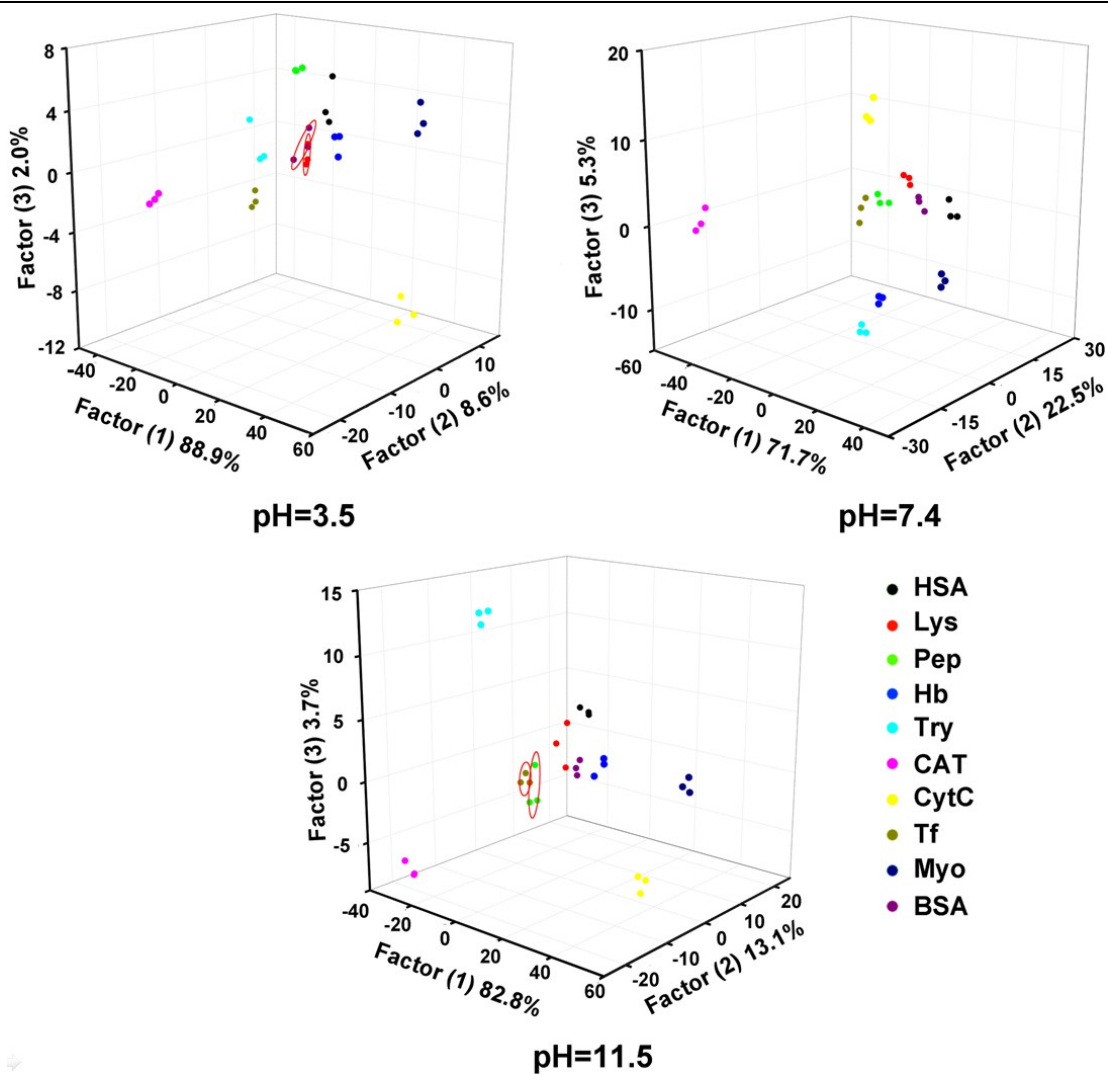 8
4
0
-4
-8
-12
Factor (3) 2.0%
-40
-20
0
20
40
60
Factor (1) 88.9%
-20
-10
0
10
Factor (2) 8.6%
pH=3.5
20
10
0
-10
Factor (3) 5.3%
-60
-40
-20
0
20
40
Factor (1) 71.7%
-30
-15
0
15
30
Factor (2) 22.5%
pH=7.4
15
10
5
0
-5
Factor (3) 3.7%
-40
-20
0
20
40
60
Factor (1) 82.8%
-20
-10
0
10
20
Factor (2) 13.1%
pH=11.5
HSA
Lys
Pep
Hb
Try
CAT
CytC
Tf
Myo
BSA